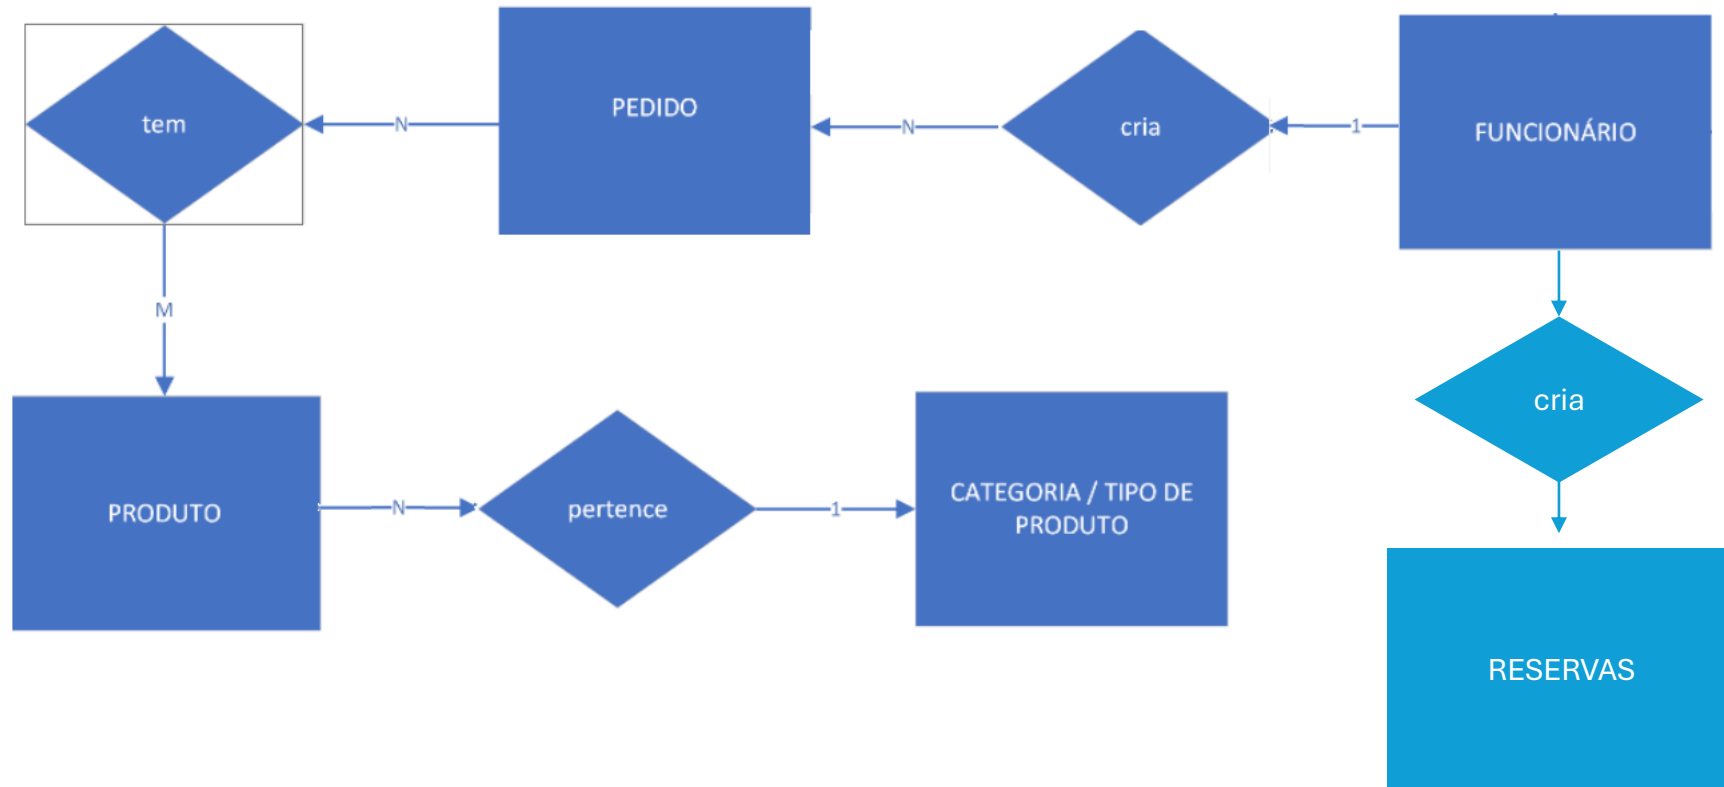 tem
N
PEDIDO
N
cria
1
FUNCIONÁRIO
M
cria
PRODUTO
N
pertence
1
CATEGORIA / TIPO DE
PRODUTO
RESERVAS